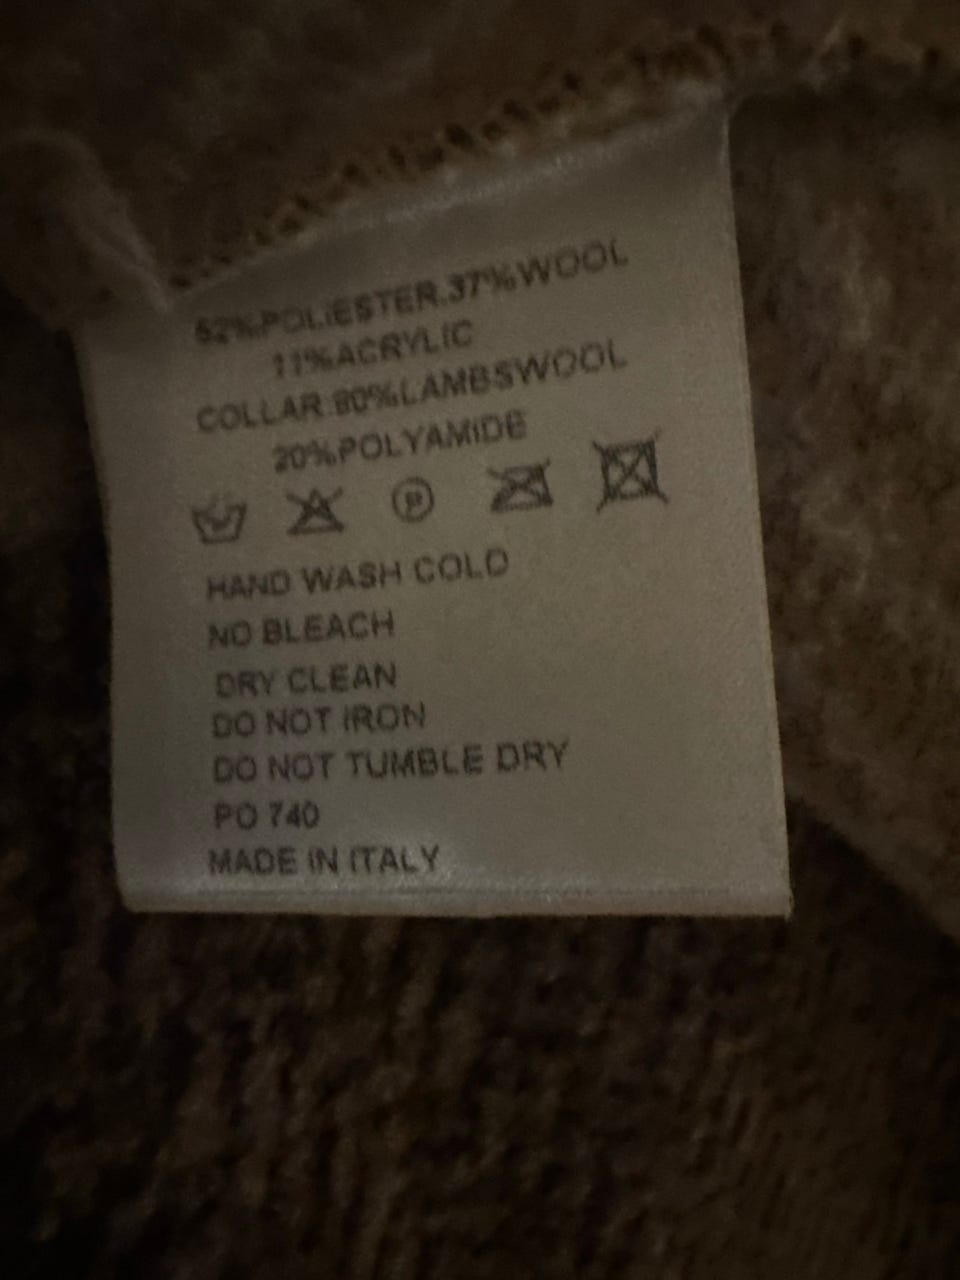 52%POLIESTER.37%WOOL
11%ACRYLIC
COLLAR:80%LAMBSWOOL
20%POLYAMIDE
P
HAND WASH COLD
NO BLEACH
DRY CLEAN
DO NOT IRON
DO NOT TUMBLE DRY
PO 740
MADE IN ITALY